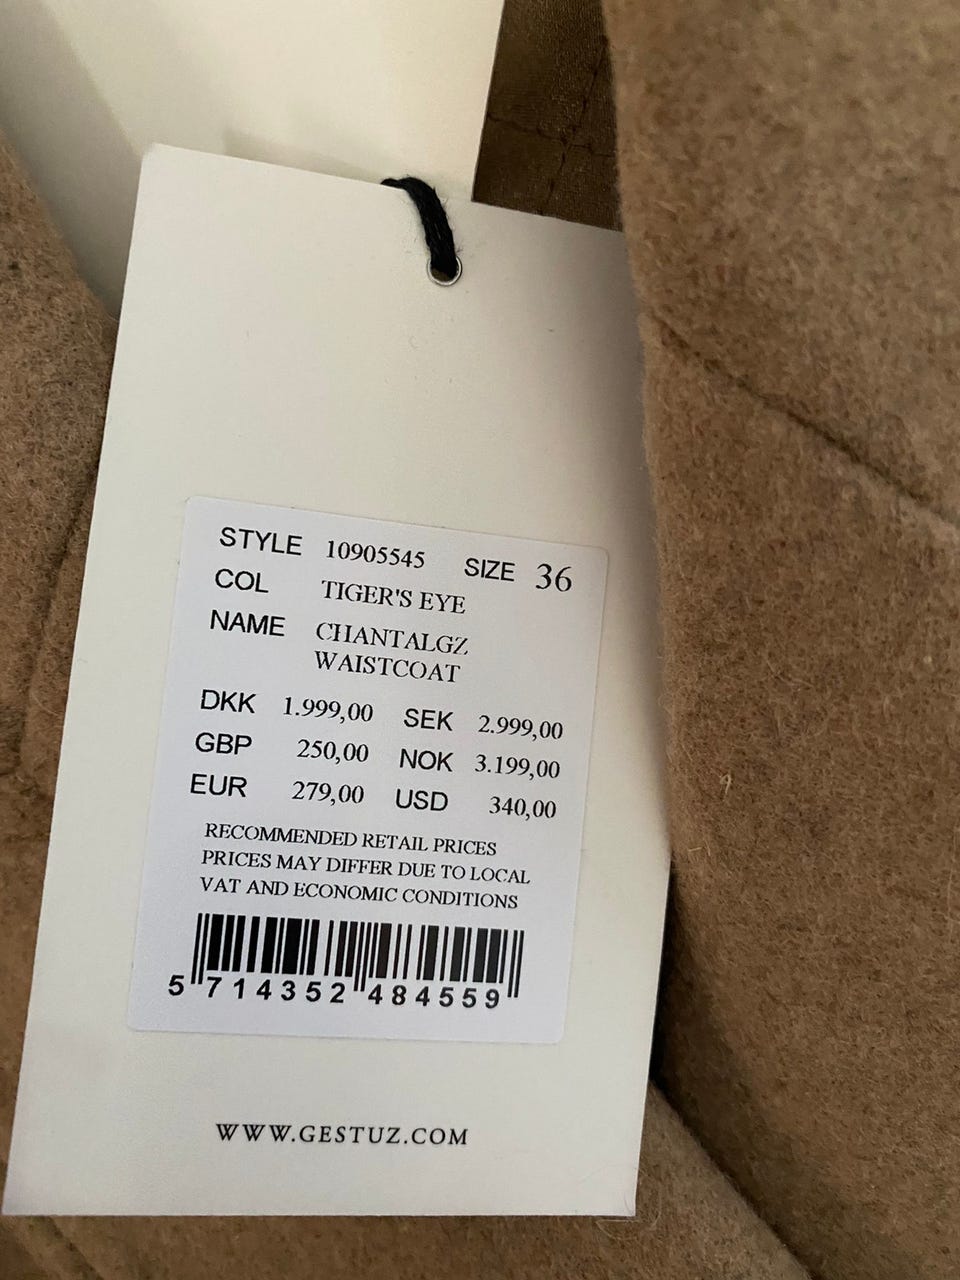 STYLE 10905545 SIZE 36
COL TIGER'S EYE
NAME CHANTALGZ
WAISTCOAT
DKK 1.999,00 SEK 2.999,00
GBP 250,00 NOK 3.199,00
EUR 279,00 USD 340,00
RECOMMENDED RETAIL PRICES
PRICES MAY DIFFER DUE TO LOCAL
VAT AND ECONOMIC CONDITIONS
5 714352 484559
WWW.GESTUZ.COM